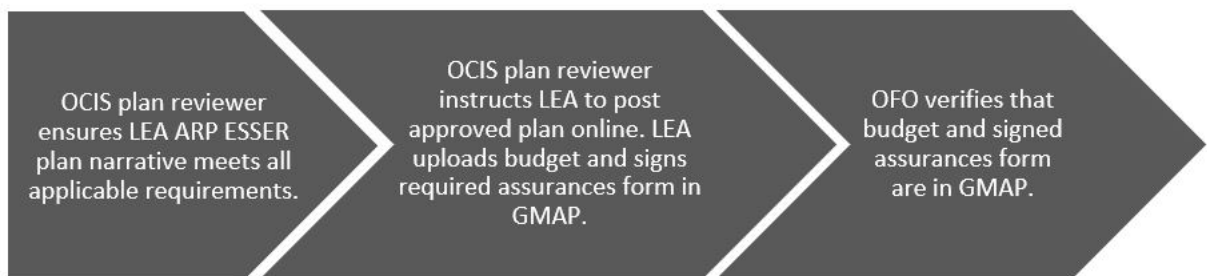 OCIS plan reviewer
ensures LEA ARP ESSER
plan narrative meets all
applicable requirements.
OCIS plan reviewer
instructs LEA to post
approved plan online. LEA
uploads budget and signs
required assurances form in
GMAP.
OFO verifies that
budget and signed
assurances form
are in GMAP.